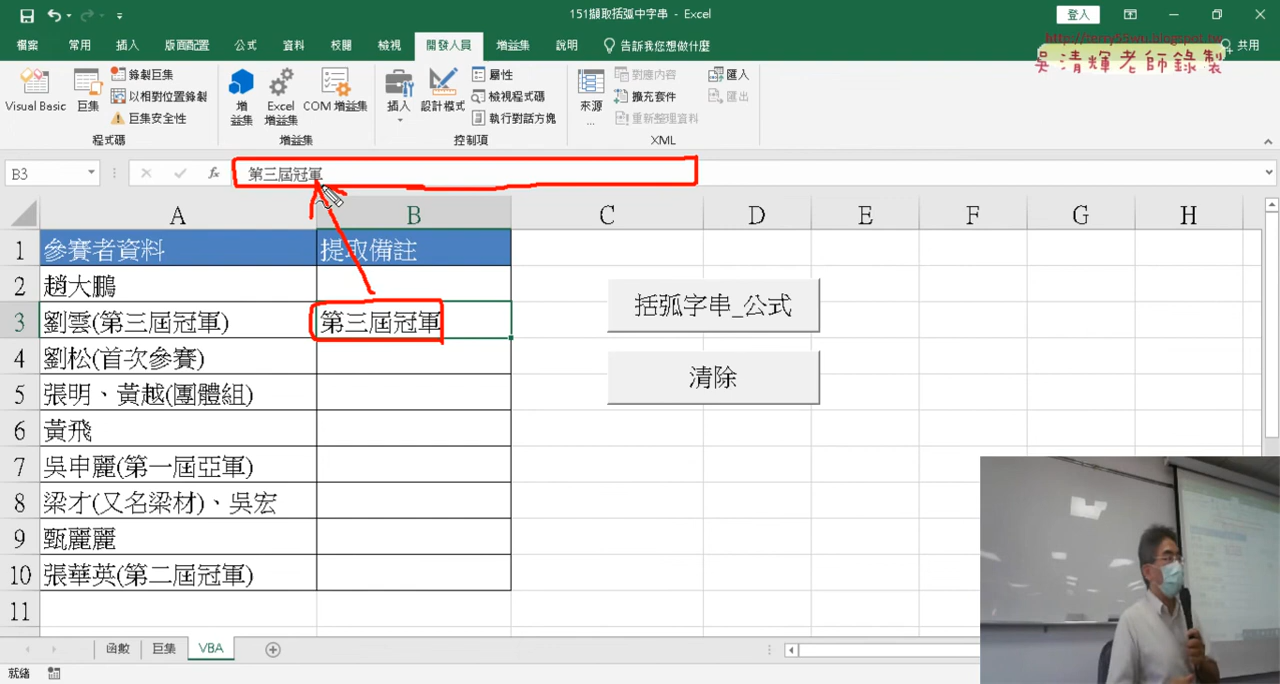 151擷取括弧中字串 - Excel
登入
http://terry55wu.blogspot.tw
吳清輝老師錄製
檔案 常用 插入 版面配置 公式 資料 校閱 檢視 開發人員 增益集 說明 告訴我您想做什麼 共用
Visual Basic 巨集 錄製巨集 以相對位置錄製 巨集安全性
程式碼
增益集 Excel 增益集 COM 增益集
增益集
插入 設計模式 屬性 檢視程式碼 執行對話方塊
控制項
來源... 對應內容 擴充套件 重新整理資料 匯入 匯出
XML
B3 fx 第三屆冠軍
A B C D E F G H
1 參賽者資料 提取備註
2 趙大鵬
3 劉雲(第三屆冠軍) 第三屆冠軍
4 劉松(首次參賽)
5 張明、黃越(團體組)
6 黃飛
7 吳申麗(第一屆亞軍)
8 梁才(又名梁材)、吳宏
9 甄麗麗
10 張華英(第二屆冠軍)
11
括弧字串_公式
清除
函數 巨集 VBA
就緒